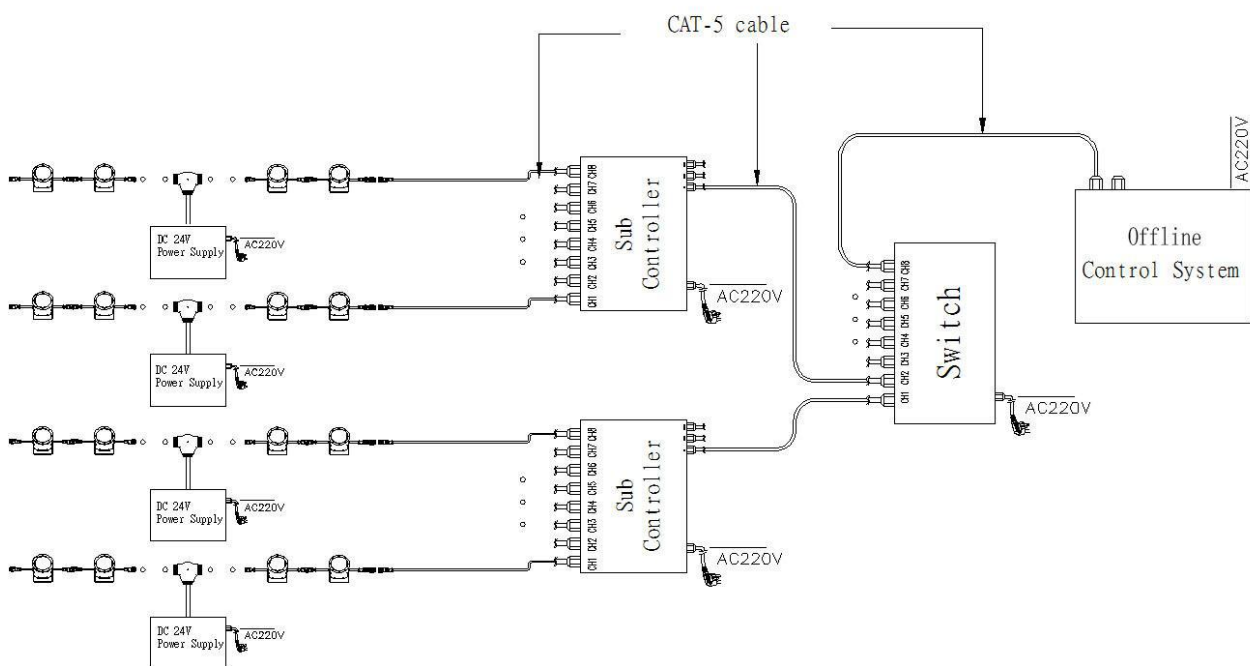 CAT-5 cable
AC220V
Offline
Control System
CH8
CH7
CH6
CH5
CH4
CH3
CH2
CH1
Sub
Controller
AC220V
DC 24V
Power Supply
AC220V
DC 24V
Power Supply
AC220V
CH8
CH7
CH6
CH5
CH4
CH3
CH2
CH1
Switch
AC220V
CH8
CH7
CH6
CH5
CH4
CH3
CH2
CH1
Sub
Controller
AC220V
DC 24V
Power Supply
AC220V
DC 24V
Power Supply
AC220V